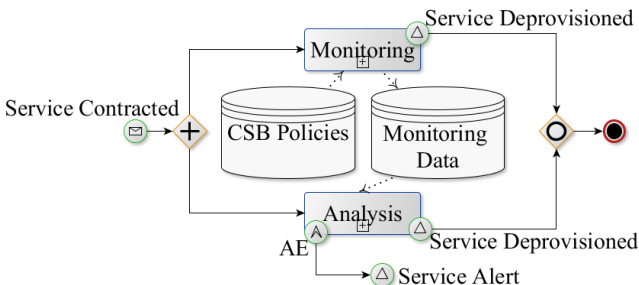 Service Deprovisioned
Monitoring
Service Contracted
CSB Policies
Monitoring
Data
Analysis
AE
Service Deprovisioned
Service Alert